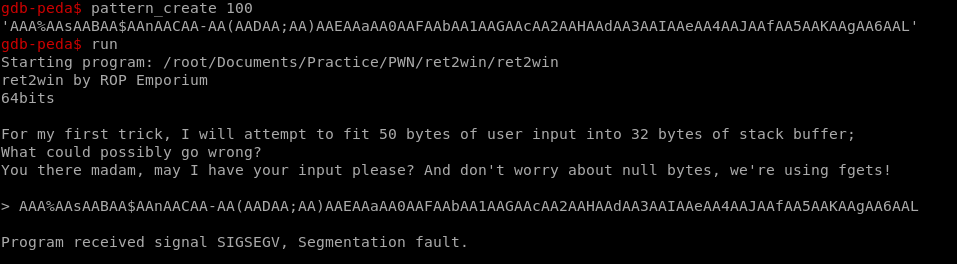 gdb-peda$ pattern_create 100
'AAA%AAsAABAA$AAnAACAA-AA(AADAA;AA)AAEAAaAA0AAFAAbAA1AAGAAcAA2AAHAAdAA3AAIAAeAA4AAJAAfAA5AAKAAgAA6AAL'
gdb-peda$ run
Starting program: /root/Documents/Practice/PWN/ret2win/ret2win
ret2win by ROP Emporium
64bits
For my first trick, I will attempt to fit 50 bytes of user input into 32 bytes of stack buffer;
What could possibly go wrong?
You there madam, may I have your input please? And don't worry about null bytes, we're using fgets!
> AAA%AAsAABAA$AAnAACAA-AA(AADAA;AA)AAEAAaAA0AAFAAbAA1AAGAAcAA2AAHAAdAA3AAIAAeAA4AAJAAfAA5AAKAAgAA6AAL
Program received signal SIGSEGV, Segmentation fault.